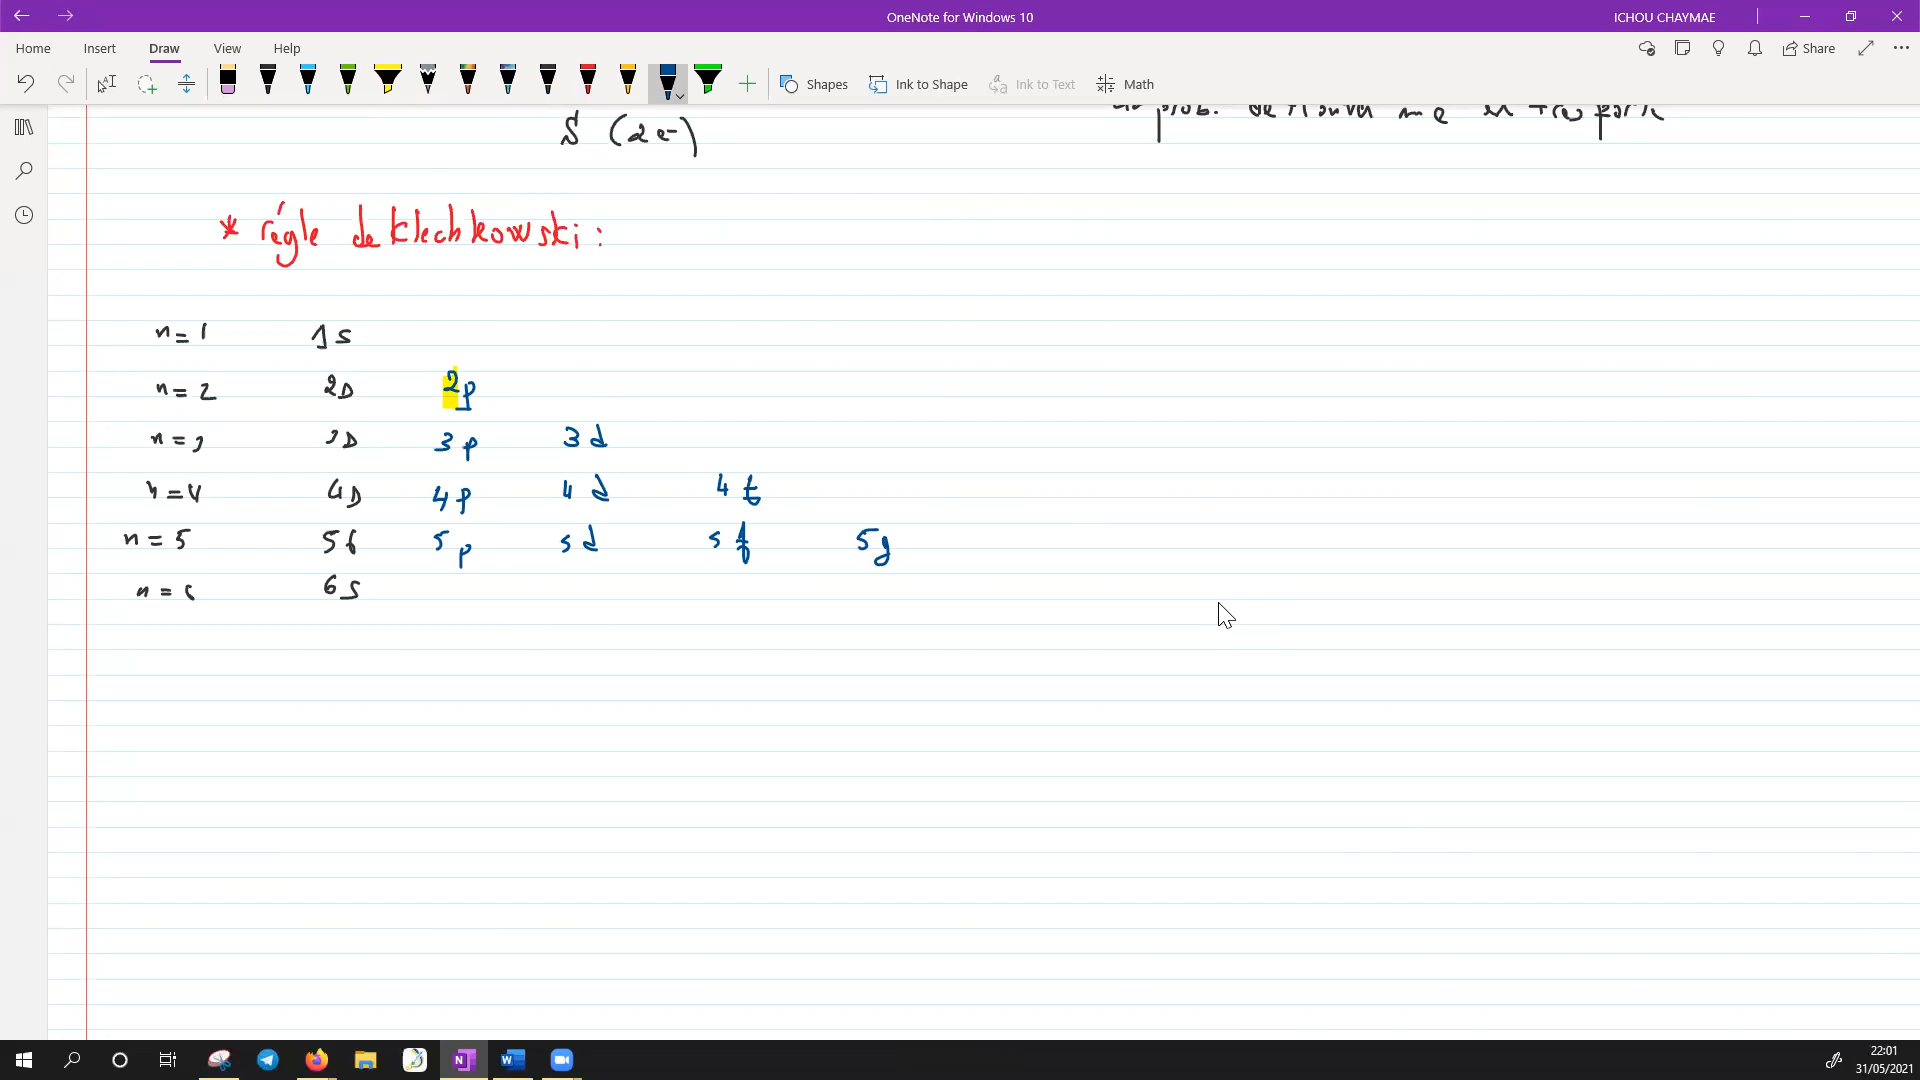 OneNote for Windows 10
ICHOU CHAYMAE
Home Insert Draw View Help
Share
Shapes Ink to Shape Ink to Text Math
S (2e-)
* régle de Klechkowski :
n = 1 1s
n = 2 2s 2p
n = 3 3s 3p 3d
n = 4 4s 4p 4d 4f
n = 5 5s 5p 5d 5f 5g
n = 6 6s
22:01
31/05/2021